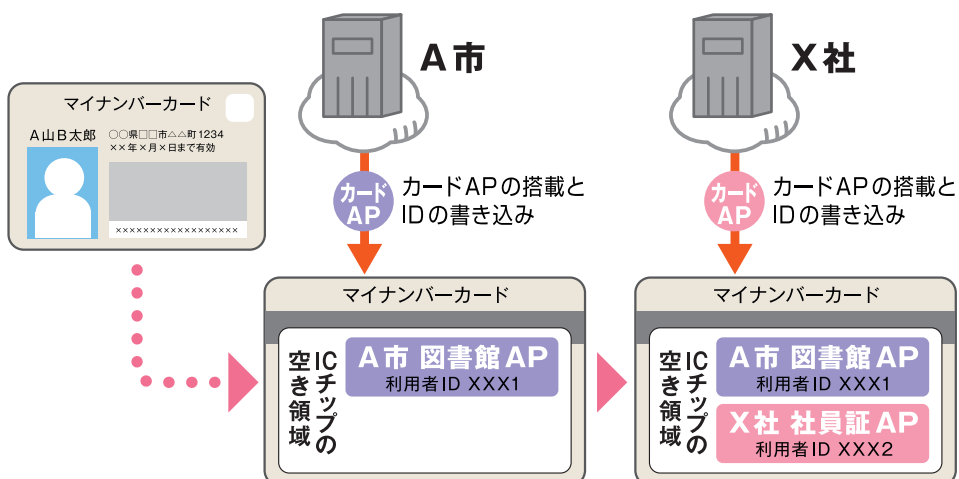 マイナンバーカード
A山B太郎
○○県□□市△△町1234
××年×月×日まで有効
××××××××××××××××××
A市
カード
AP
カードAPの搭載と
IDの書き込み
X社
カード
AP
カードAPの搭載と
IDの書き込み
マイナンバーカード
ICチップの
空き領域
A市 図書館AP
利用者ID XXX1
マイナンバーカード
ICチップの
空き領域
A市 図書館AP
利用者ID XXX1
X社 社員証AP
利用者ID XXX2